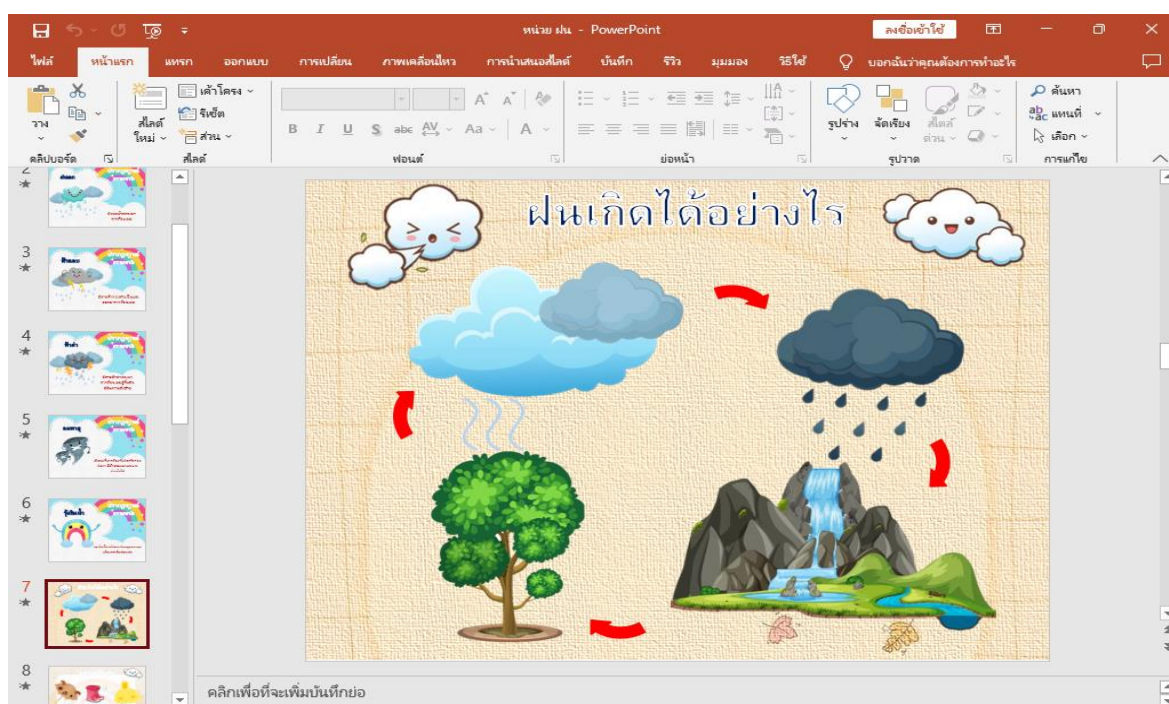 หน่วย ฝน - PowerPoint
ลงชื่อเข้าใช้
ไฟล์ หน้าแรก แทรก ออกแบบ การเปลี่ยน ภาพเคลื่อนไหว การนำเสนอสไลด์ บันทึก รีวิว มุมมอง วิธีใช้ บอกฉันว่าคุณต้องการทำอะไร
วาง
สไลด์ใหม่
เค้าโครง
รีเซ็ต
ส่วน
B I U S abc AV Aa A
รูปร่าง
จัดเรียง
สไตล์ด่วน
ค้นหา
แทนที่
เลือก
คลิปบอร์ด สไลด์ ฟอนต์ ย่อหน้า รูปวาด การแก้ไข
ฝนเกิดได้อย่างไร
3
4
5
6
7
8
คลิกเพื่อที่จะเพิ่มบันทึกย่อ